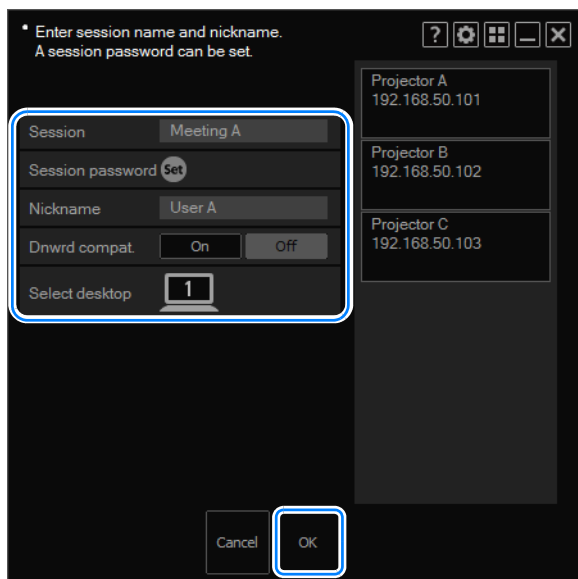 • Enter session name and nickname.
A session password can be set.
?
Session Meeting A
Session password Set
Nickname User A
Dnwrd compat. On Off
Select desktop 1
Projector A
192.168.50.101
Projector B
192.168.50.102
Projector C
192.168.50.103
Cancel OK